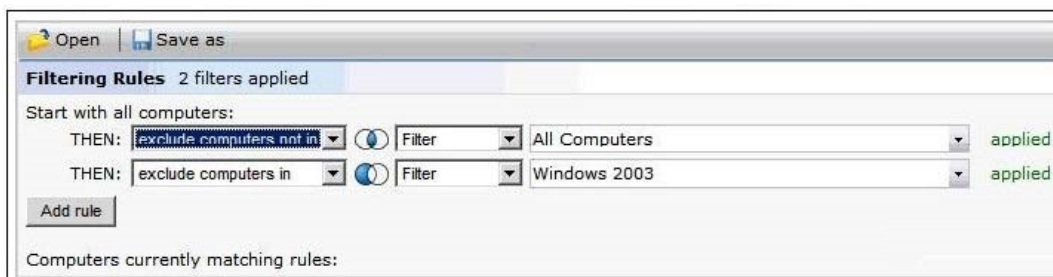 Open Save as
Filtering Rules 2 filters applied
Start with all computers:
THEN: exclude computers not in Filter All Computers applied
THEN: exclude computers in Filter Windows 2003 applied
Add rule
Computers currently matching rules: